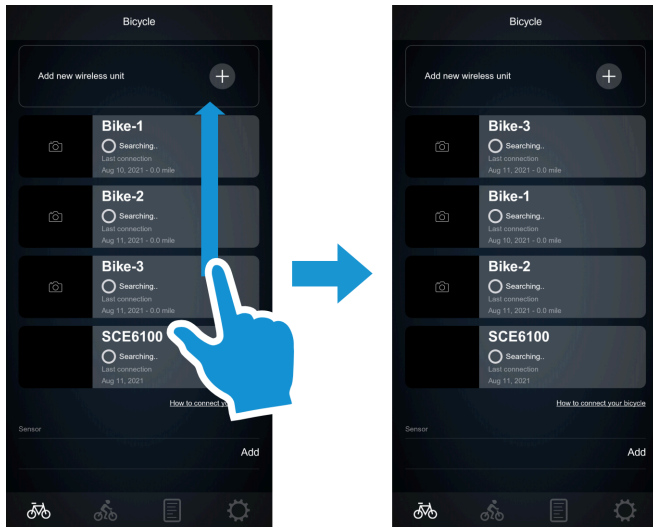 Bicycle
Add new wireless unit
Bike-1
Searching..
Last connection
Aug 10, 2021 - 0.0 mile
Bike-2
Searching..
Last connection
Aug 11, 2021 - 0.0 mile
Bike-3
Searching..
Last connection
Aug 11, 2021 - 0.0 mile
SCE6100
Searching..
Last connection
Aug 11, 2021
How to connect
Sensor
Add
Bicycle
Add new wireless unit
Bike-3
Searching..
Last connection
Aug 11, 2021 - 0.0 mile
Bike-1
Searching..
Last connection
Aug 10, 2021 - 0.0 mile
Bike-2
Searching..
Last connection
Aug 11, 2021 - 0.0 mile
SCE6100
Searching..
Last connection
Aug 11, 2021
How to connect your bicycle
Sensor
Add